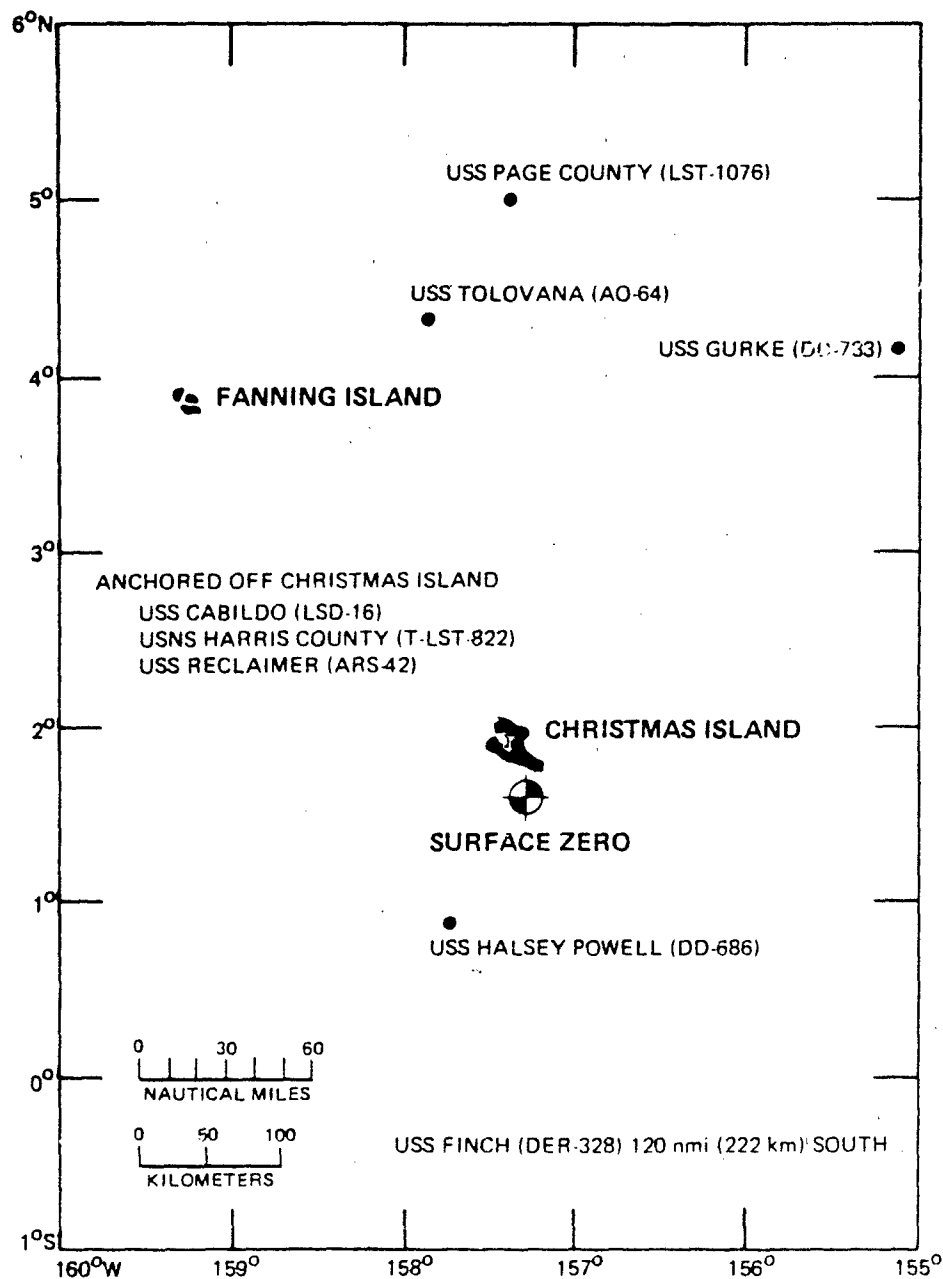 6°N
USS PAGE COUNTY (LST-1076)
5°
USS TOLOVANA (AO-64)
USS GURKE (DD-733)
4°
FANNING ISLAND
3°
ANCHORED OFF CHRISTMAS ISLAND
USS CABILDO (LSD-16)
USNS HARRIS COUNTY (T-LST-822)
USS RECLAIMER (ARS-42)
2°
CHRISTMAS ISLAND
SURFACE ZERO
1°
USS HALSEY POWELL (DD-686)
0 30 60
NAUTICAL MILES
0°
0 50 100
KILOMETERS
USS FINCH (DER-328) 120 nmi (222 km) SOUTH
1°S
160°W 159° 158° 157° 156° 155°